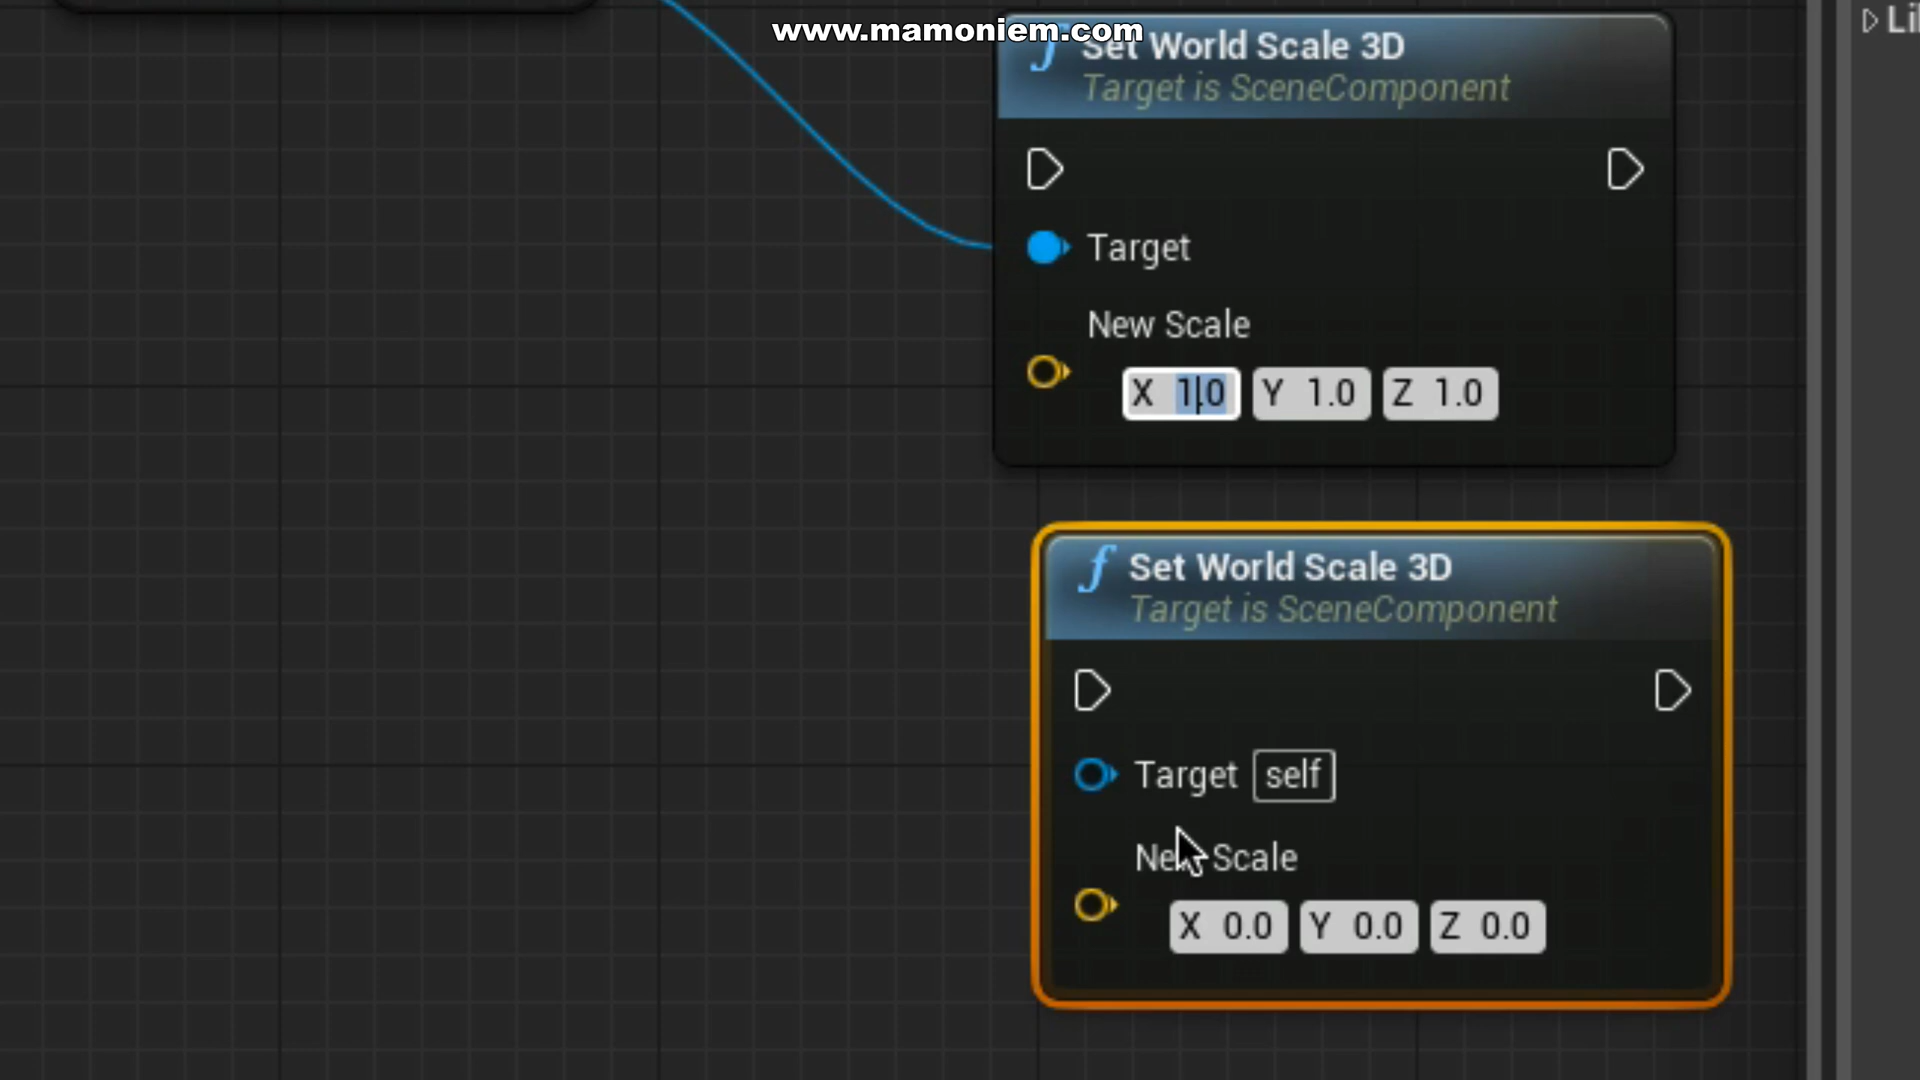 www.mamoniem.com
Li
Set World Scale 3D
Target is SceneComponent
Target
New Scale
X 1.0 Y 1.0 Z 1.0
f Set World Scale 3D
Target is SceneComponent
Target self
New Scale
X 0.0 Y 0.0 Z 0.0